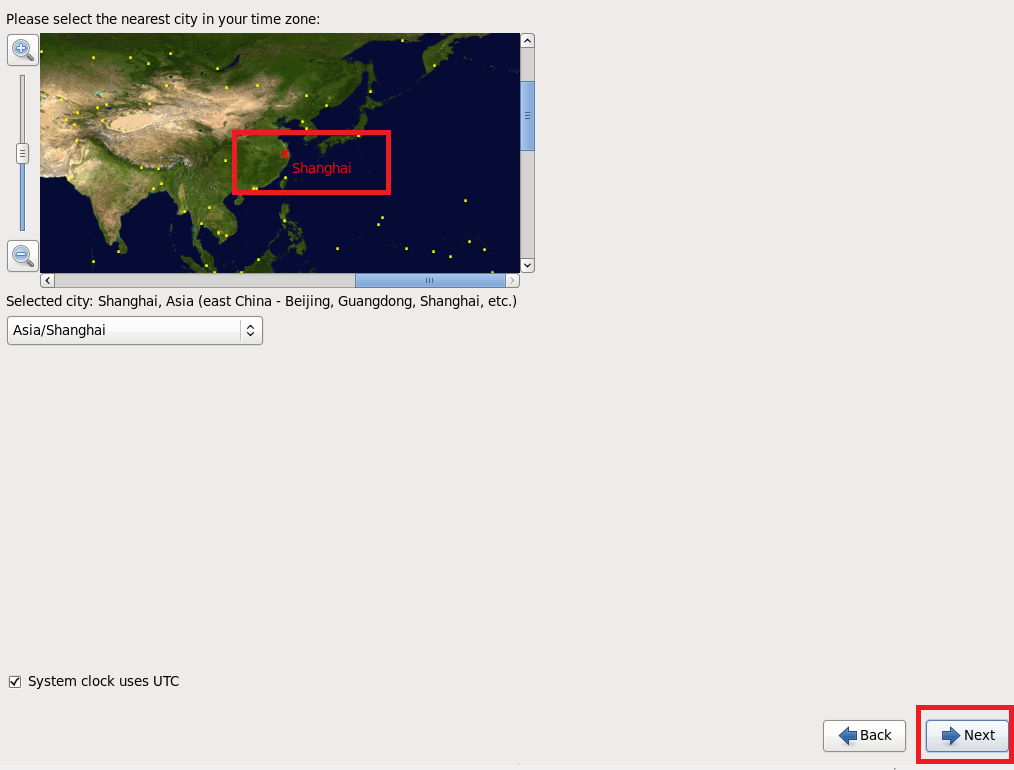 Please select the nearest city in your time zone:
Shanghai
Selected city: Shanghai, Asia (east China - Beijing, Guangdong, Shanghai, etc.)
Asia/Shanghai
System clock uses UTC
Back
Next